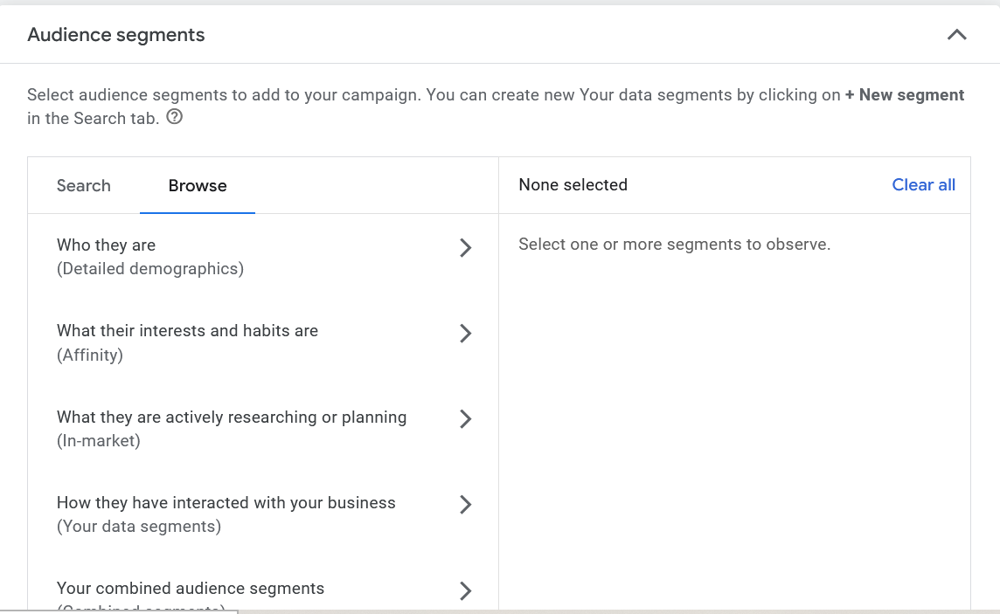 Audience segments
Select audience segments to add to your campaign. You can create new Your data segments by clicking on + New segment
in the Search tab.
Search
Browse
None selected
Clear all
Who they are
(Detailed demographics)
What their interests and habits are
(Affinity)
What they are actively researching or planning
(In-market)
How they have interacted with your business
(Your data segments)
Your combined audience segments
(Combined segments)
Select one or more segments to observe.